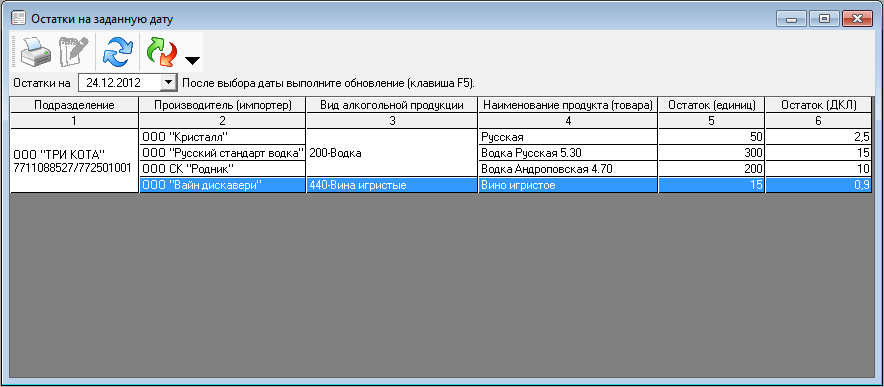 Остатки на заданную дату
Остатки на 24.12.2012 После выбора даты выполните обновление (клавиша F5).
Подразделение Производитель (импортер) Вид алкогольной продукции Наименование продукта (товара) Остаток (единиц) Остаток (ДКЛ)
1 2 3 4 5 6
ООО "ТРИ КОТА"
7711088527/772501001
ООО "Кристалл" 200-Водка Русская 50 2,5
ООО "Русский стандарт водка" Водка Русская 5.30 300 15
ООО СК "Родник" Водка Андроповская 4.70 200 10
ООО "Вайн дискавери" 440-Вина игристые Вино игристое 15 0,9